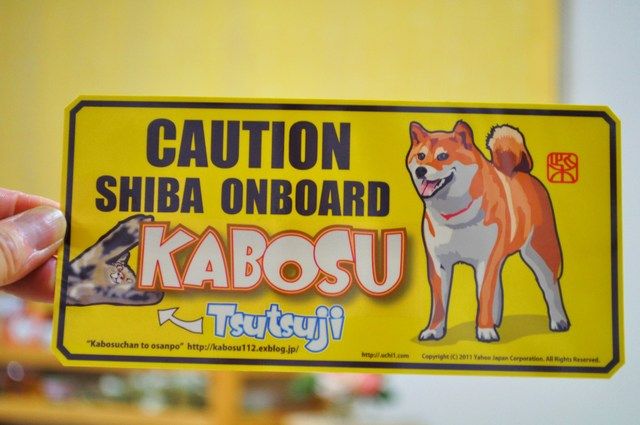 CAUTION
SHIBA ONBOARD
KABOSU
Tsutsuji
"Kabosuchan to osanpo" http://kabosu112.exblog.jp/
http://uchi1.com
Copyright (C) 2011 Yahoo Japan Corporation. All Rights Reserved.